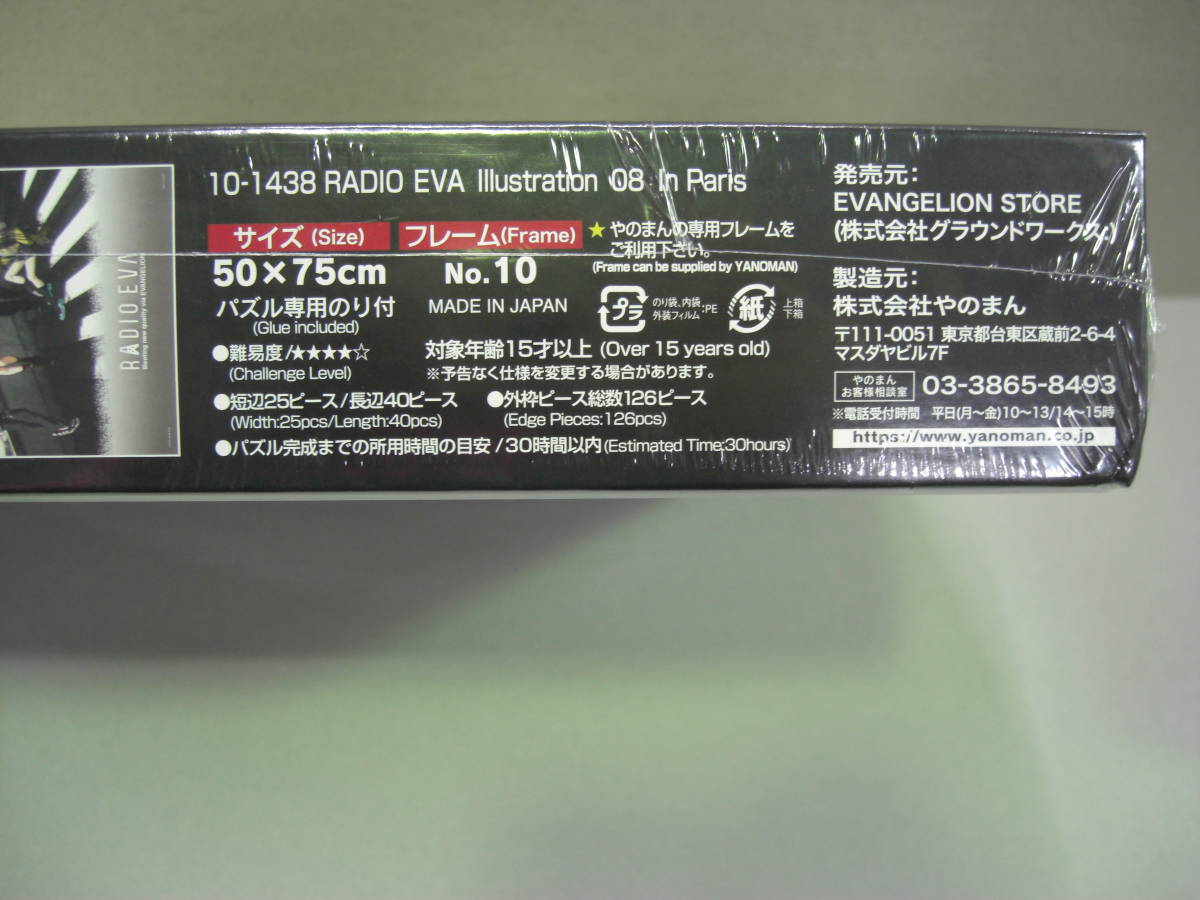 RADIO EVA
Meeting new quality via EVANGELION
10-1438 RADIO EVA Illustration 08 In Paris
サイズ (Size)
50×75cm
パズル専用のり付
(Glue included)
フレーム(Frame)
No.10
MADE IN JAPAN
★やのまんの専用フレームを
ご利用下さい。
(Frame can be supplied by YANOMAN)
プラ
のり袋、内袋、
外装フィルム:PE
紙
上箱
下箱
●難易度/★★★★☆
(Challenge Level)
対象年齢15才以上 (Over 15 years old)
※予告なく仕様を変更する場合があります。
●短辺25ピース/長辺40ピース
(Width:25pcs/Length:40pcs)
●外枠ピース総数126ピース
(Edge Pieces:126pcs)
●パズル完成までの所用時間の目安/30時間以内(Estimated Time:30hours)
発売元:
EVANGELION STORE
(株式会社グラウンドワークス)
製造元:
株式会社やのまん
〒111-0051 東京都台東区蔵前2-6-4
マスダヤビル7F
やのまん
お客様相談室
03-3865-8493
※電話受付時間 平日(月~金)10~13/14~15時
https://www.yanoman.co.jp